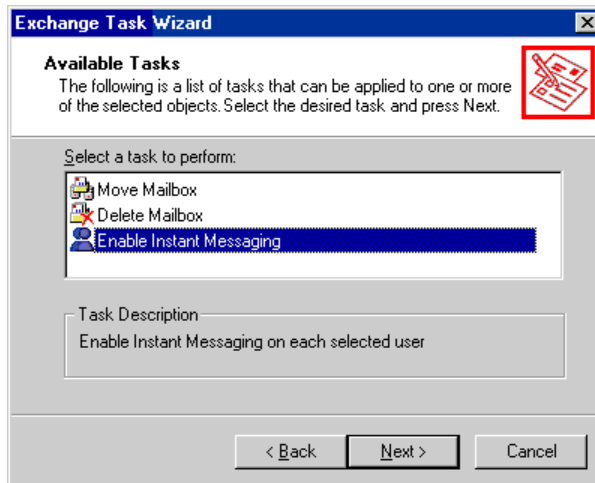 Exchange Task Wizard
Available Tasks
The following is a list of tasks that can be applied to one or more
of the selected objects. Select the desired task and press Next.
Select a task to perform:
Move Mailbox
Delete Mailbox
Enable Instant Messaging
Task Description
Enable Instant Messaging on each selected user
< Back
Next >
Cancel